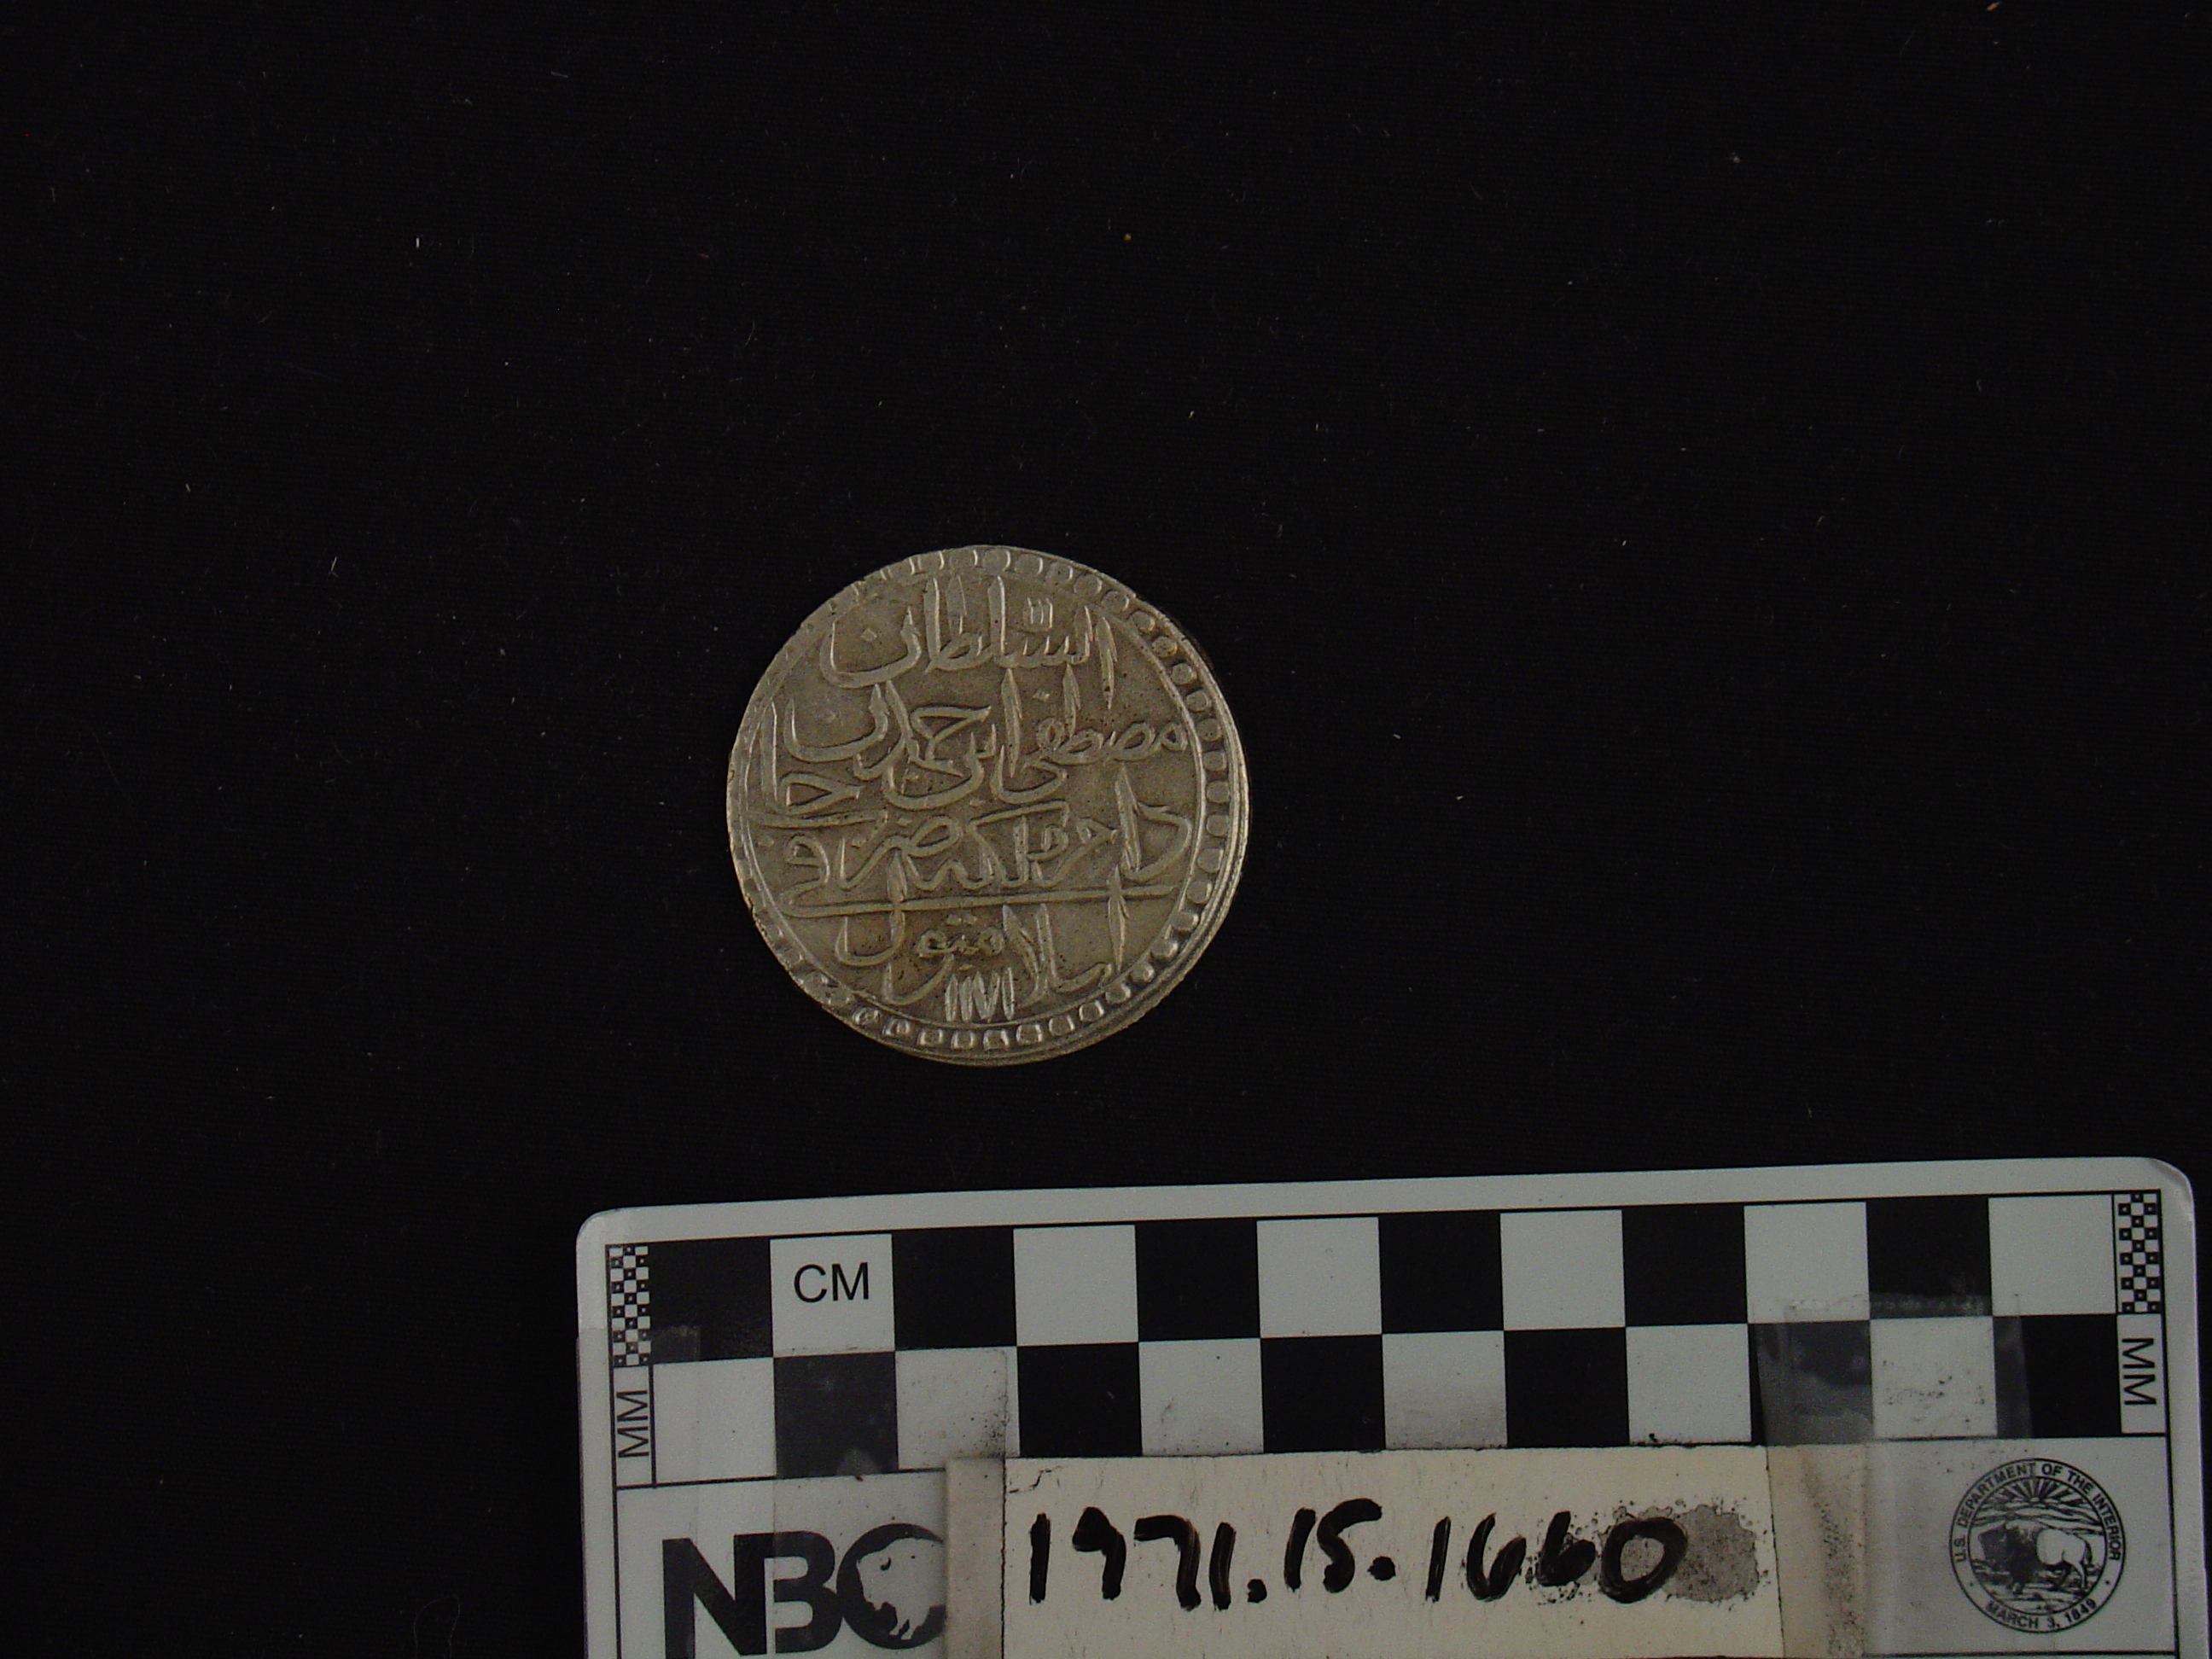 السلطان
مصطفى ابن احمد خان
دام ملكه ضرب في
اسلامبول
١١٧١
CM
MM
MM
NBC
1971.15.1660
U.S. DEPARTMENT OF THE INTERIOR
MARCH 3, 1849